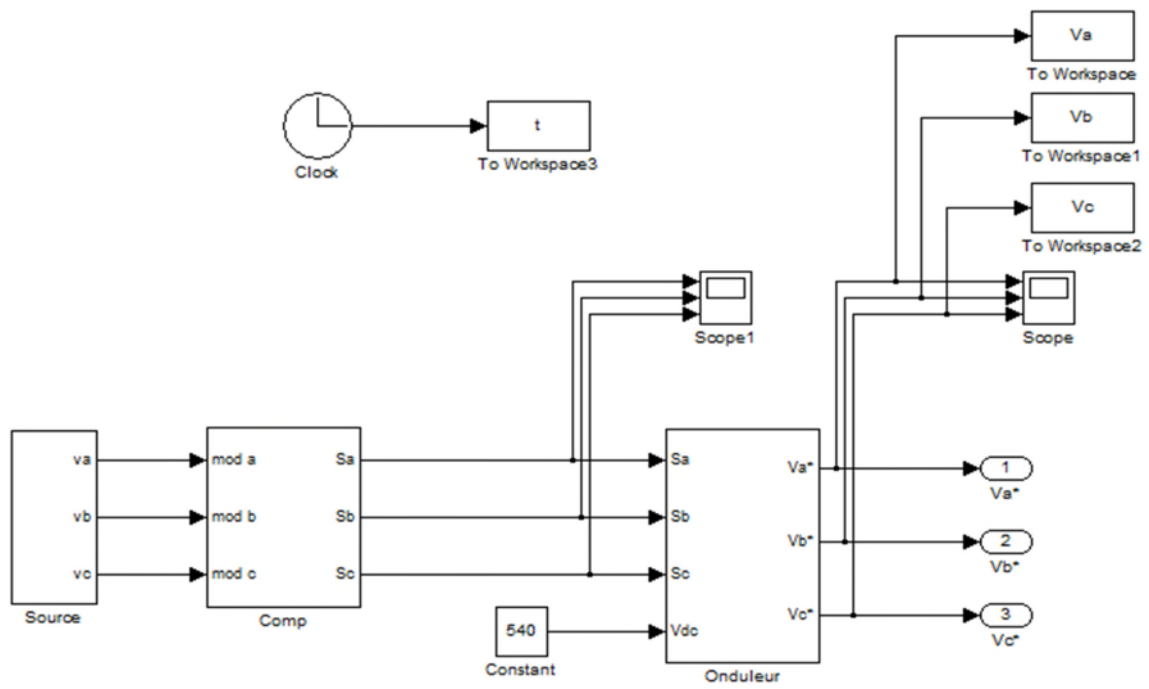 Va
To Workspace
Vb
To Workspace1
Vc
To Workspace2
Clock
t
To Workspace3
Scope1
Scope
va
vb
vc
Source
mod a
mod b
mod c
Sa
Sb
Sc
Comp
540
Constant
Sa
Sb
Sc
Vdc
Va*
Vb*
Vc*
Onduleur
1
Va*
2
Vb*
3
Vc*